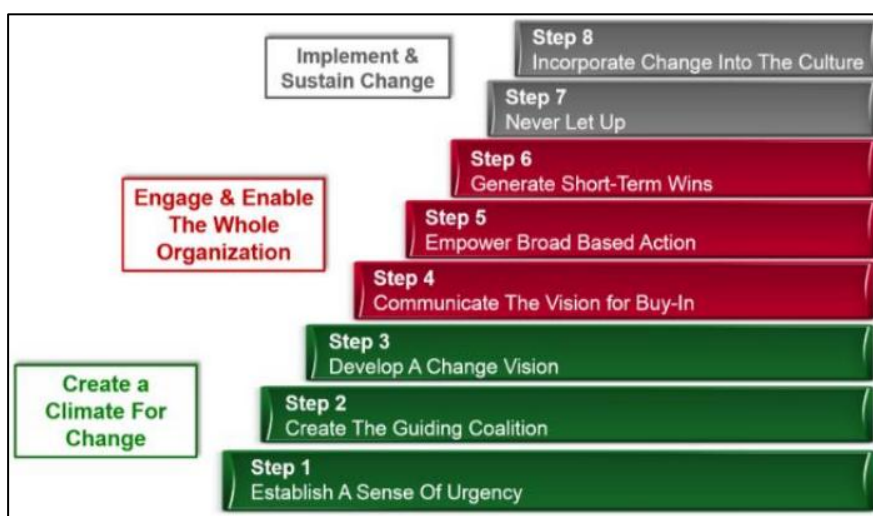 Implement &
Sustain Change
Step 8
Incorporate Change Into The Culture
Step 7
Never Let Up
Engage & Enable
The Whole
Organization
Step 6
Generate Short-Term Wins
Step 5
Empower Broad Based Action
Step 4
Communicate The Vision for Buy-In
Create a
Climate For
Change
Step 3
Develop A Change Vision
Step 2
Create The Guiding Coalition
Step 1
Establish A Sense Of Urgency